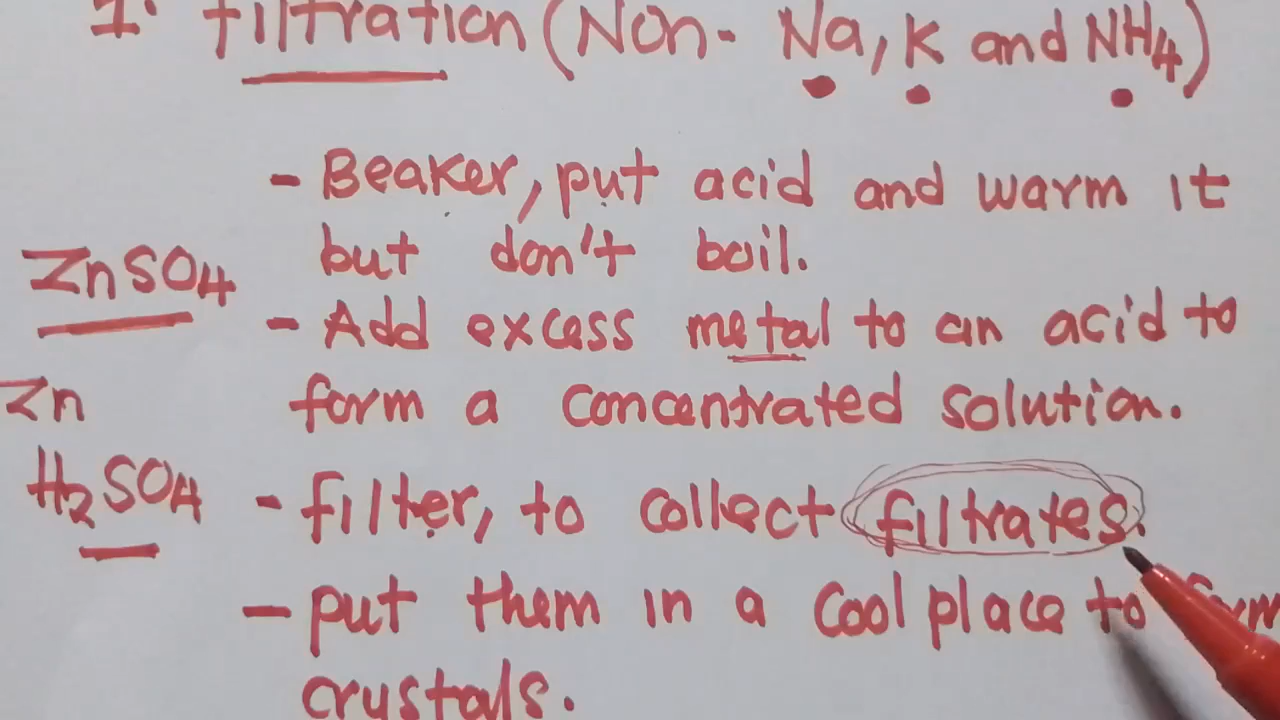 1. filtration (Non- Na, K and NH4)
- Beaker, put acid and warm it
but don't boil.
ZnSO4
- Add excess metal to an acid to
form a concentrated solution.
Zn
H2SO4
- filter, to collect filtrates.
- put them in a cool place to form
crystals.